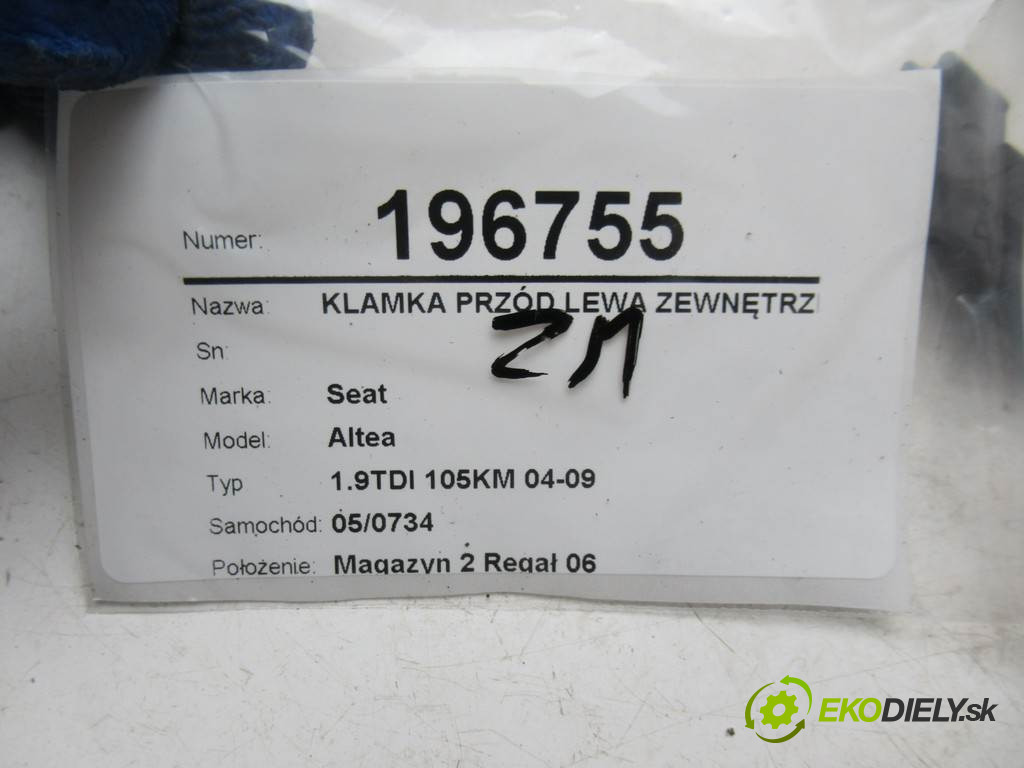 Numer: 196755
Nazwa: KLAMKA PRZÓD LEWA ZEWNĘTRZ
ZM
Sn:
Marka: Seat
Model: Altea
Typ 1.9TDI 105KM 04-09
Samochód: 05/0734
Położenie: Magazyn 2 Regał 06
EKODIELY.sk